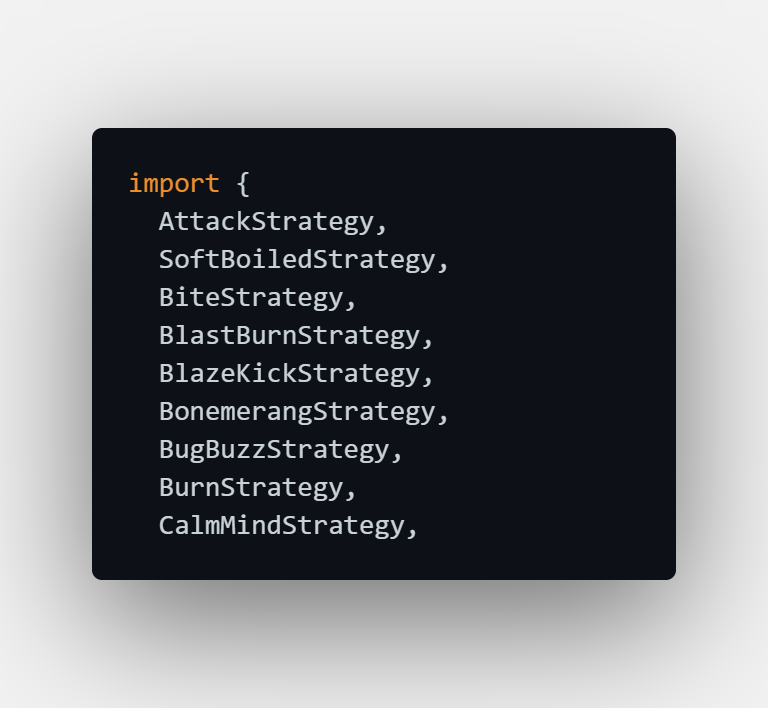 import {
  AttackStrategy,
  SoftBoiledStrategy,
  BiteStrategy,
  BlastBurnStrategy,
  BlazeKickStrategy,
  BonemerangStrategy,
  BugBuzzStrategy,
  BurnStrategy,
  CalmMindStrategy,